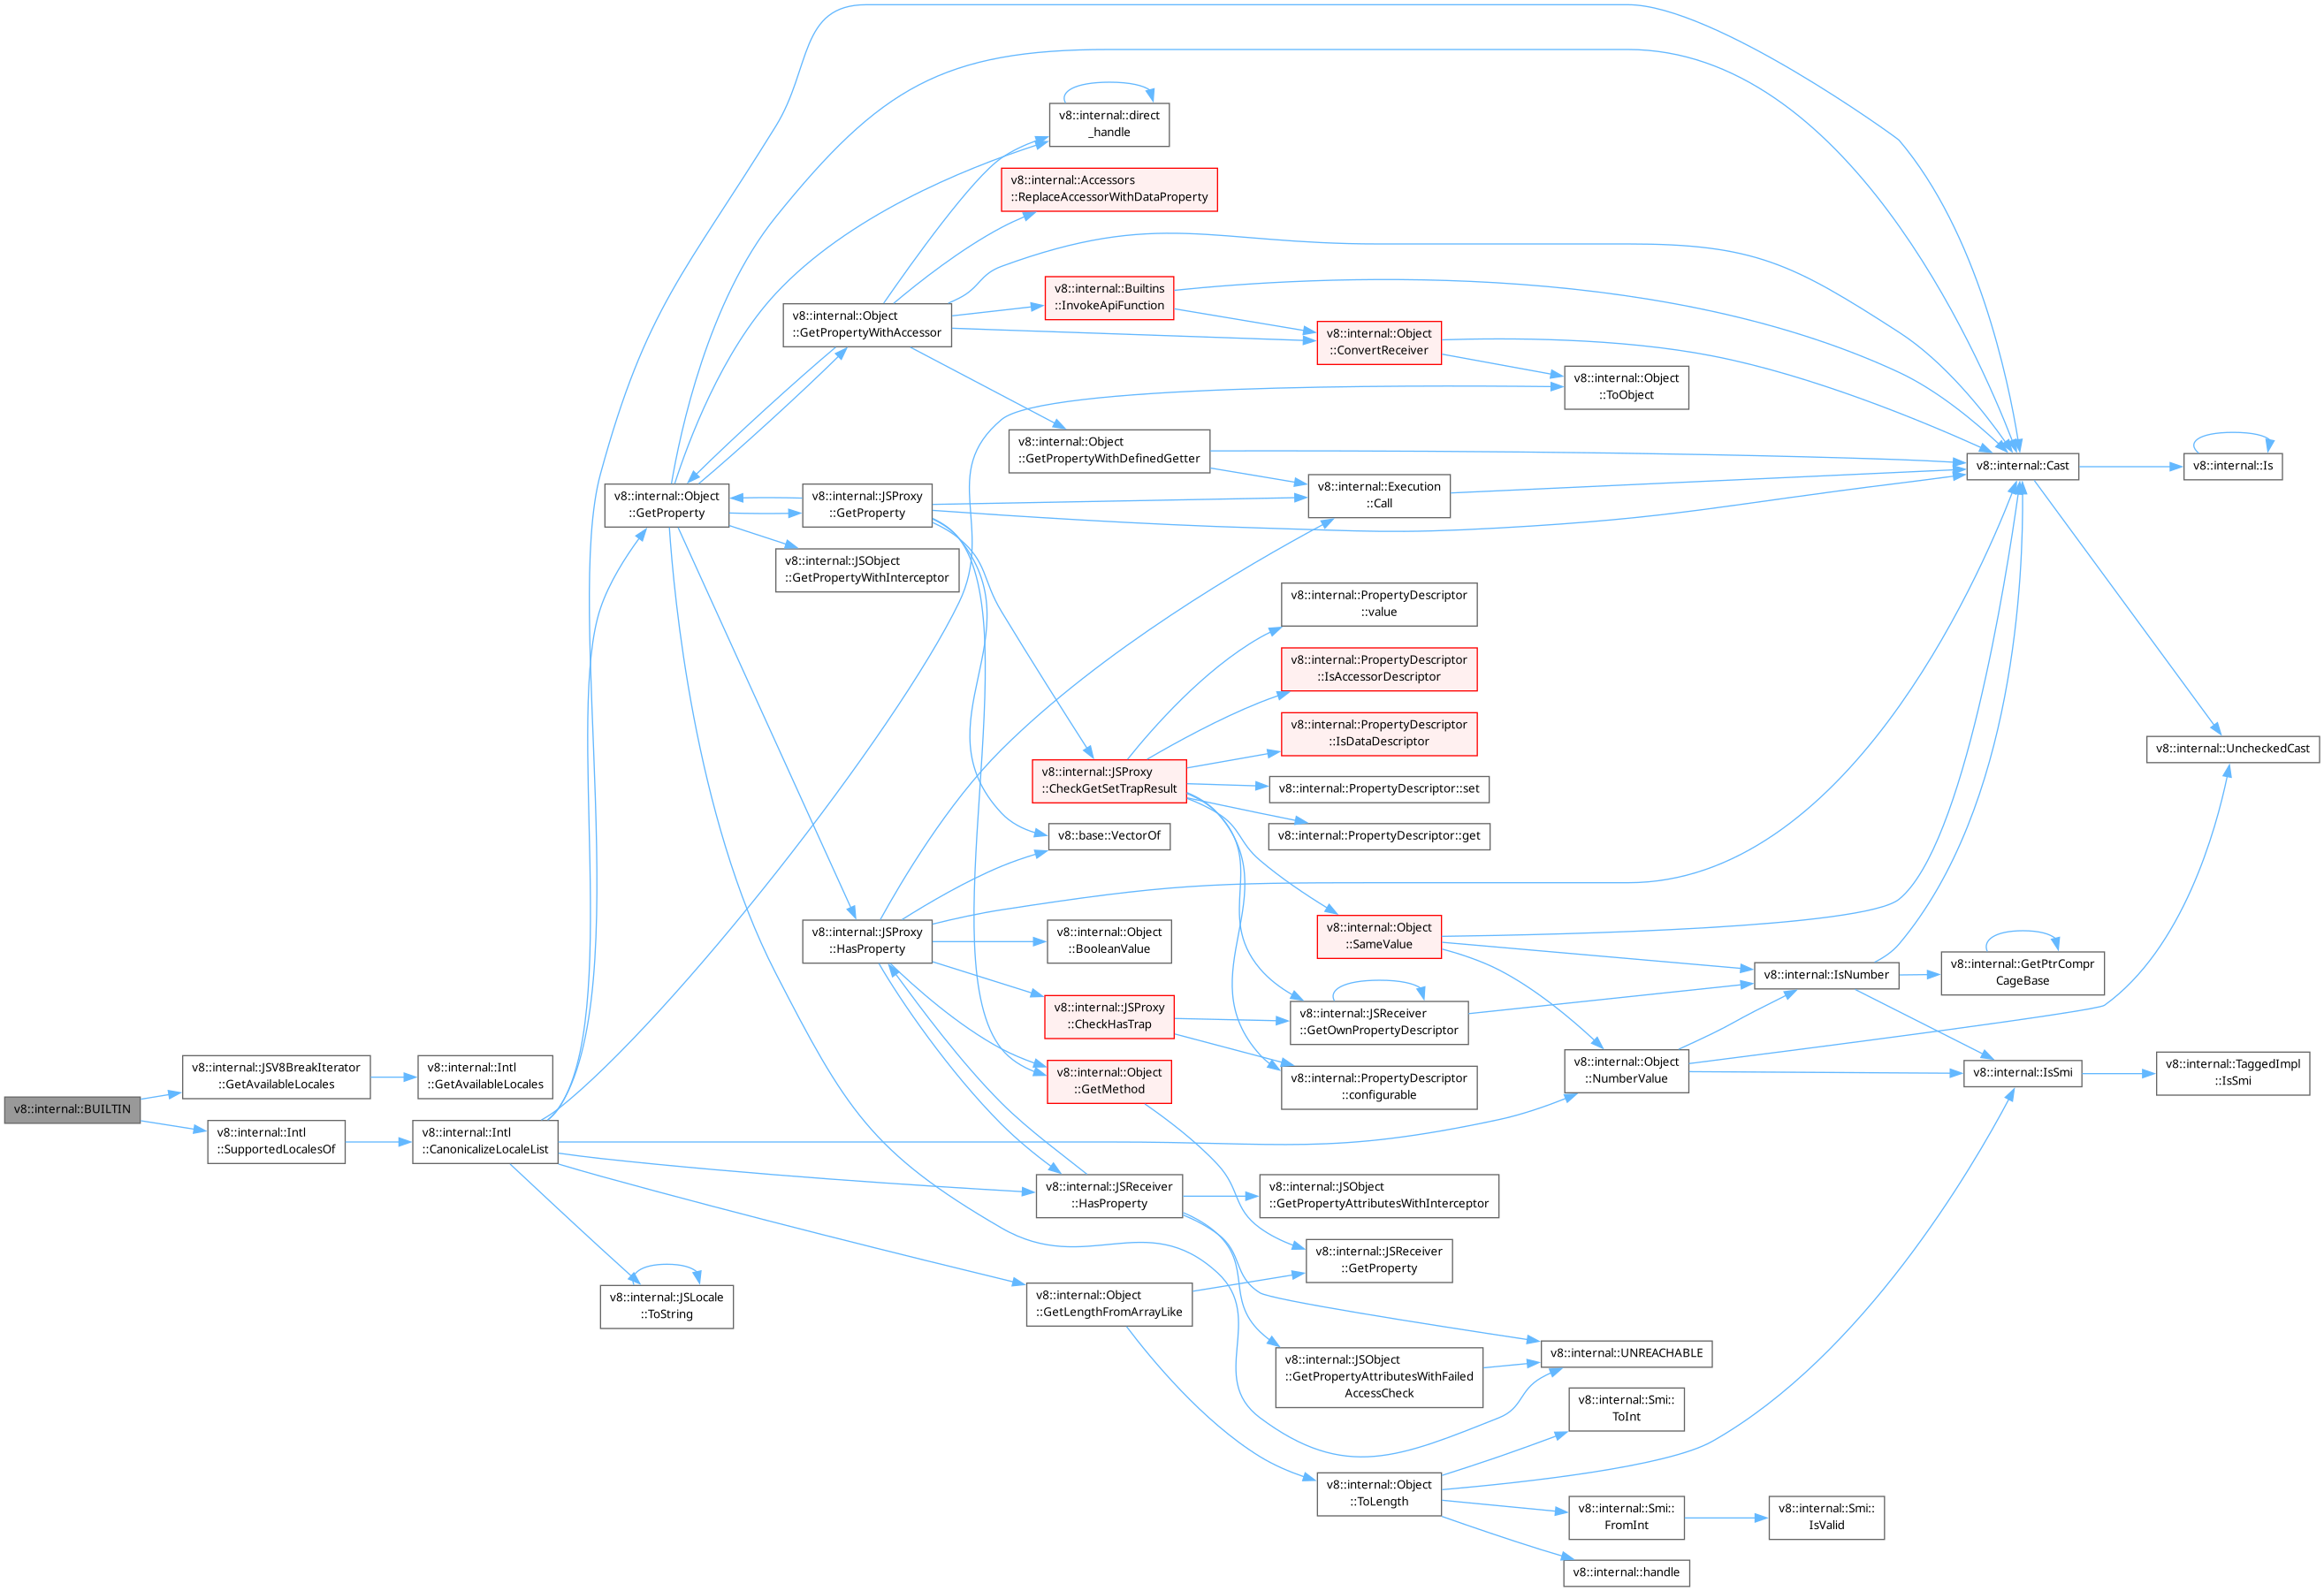 v8::internal::direct
_handle
v8::internal::Accessors
::ReplaceAccessorWithDataProperty
v8::internal::Builtins
::InvokeApiFunction
v8::internal::Object
::GetPropertyWithAccessor
v8::internal::Object
::ConvertReceiver
v8::internal::Object
::ToObject
v8::internal::Object
::GetPropertyWithDefinedGetter
v8::internal::Cast
v8::internal::Is
v8::internal::Object
::GetProperty
v8::internal::JSProxy
::GetProperty
v8::internal::Execution
::Call
v8::internal::JSObject
::GetPropertyWithInterceptor
v8::internal::PropertyDescriptor
::value
v8::internal::PropertyDescriptor
::IsAccessorDescriptor
v8::internal::PropertyDescriptor
::IsDataDescriptor
v8::internal::UncheckedCast
v8::internal::JSProxy
::CheckGetSetTrapResult
v8::internal::PropertyDescriptor::set
v8::base::VectorOf
v8::internal::PropertyDescriptor::get
v8::internal::JSProxy
::HasProperty
v8::internal::Object
::BooleanValue
v8::internal::Object
::SameValue
v8::internal::IsNumber
v8::internal::GetPtrCompr
CageBase
v8::internal::JSProxy
::CheckHasTrap
v8::internal::JSReceiver
::GetOwnPropertyDescriptor
v8::internal::JSV8BreakIterator
::GetAvailableLocales
v8::internal::Intl
::GetAvailableLocales
v8::internal::Object
::GetMethod
v8::internal::PropertyDescriptor
::configurable
v8::internal::Object
::NumberValue
v8::internal::IsSmi
v8::internal::TaggedImpl
::IsSmi
v8::internal::BUILTIN
v8::internal::Intl
::SupportedLocalesOf
v8::internal::Intl
::CanonicalizeLocaleList
v8::internal::JSReceiver
::HasProperty
v8::internal::JSObject
::GetPropertyAttributesWithInterceptor
v8::internal::JSReceiver
::GetProperty
v8::internal::JSLocale
::ToString
v8::internal::Object
::GetLengthFromArrayLike
v8::internal::UNREACHABLE
v8::internal::JSObject
::GetPropertyAttributesWithFailed
AccessCheck
v8::internal::Smi::
ToInt
v8::internal::Object
::ToLength
v8::internal::Smi::
FromInt
v8::internal::Smi::
IsValid
v8::internal::handle